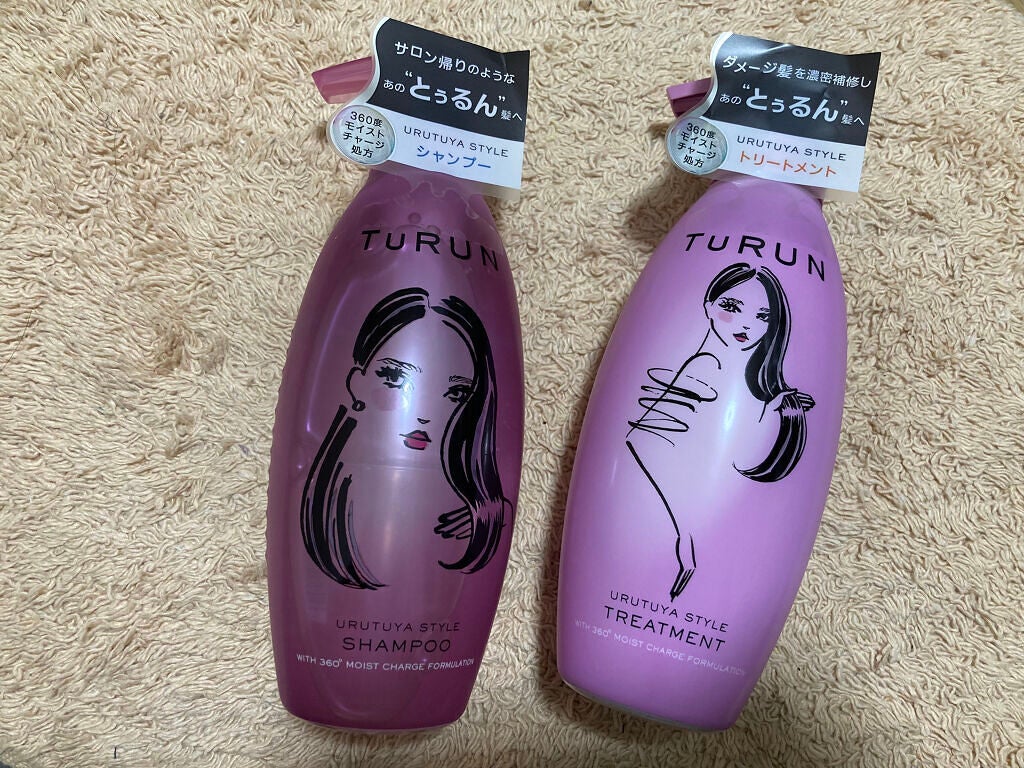 サロン帰りのような
あの“とぅるん”髪へ
360度
モイスト
チャージ
処方
URUTUYA STYLE
シャンプー
TURUN
URUTUYA STYLE
SHAMPOO
WITH 360° MOIST CHARGE FORMULATION
ダメージ髪を濃密補修し
あの“とぅるん”髪へ
360度
モイスト
チャージ
処方
URUTUYA STYLE
トリートメント
TURUN
URUTUYA STYLE
TREATMENT
WITH 360° MOIST CHARGE FORMULATION